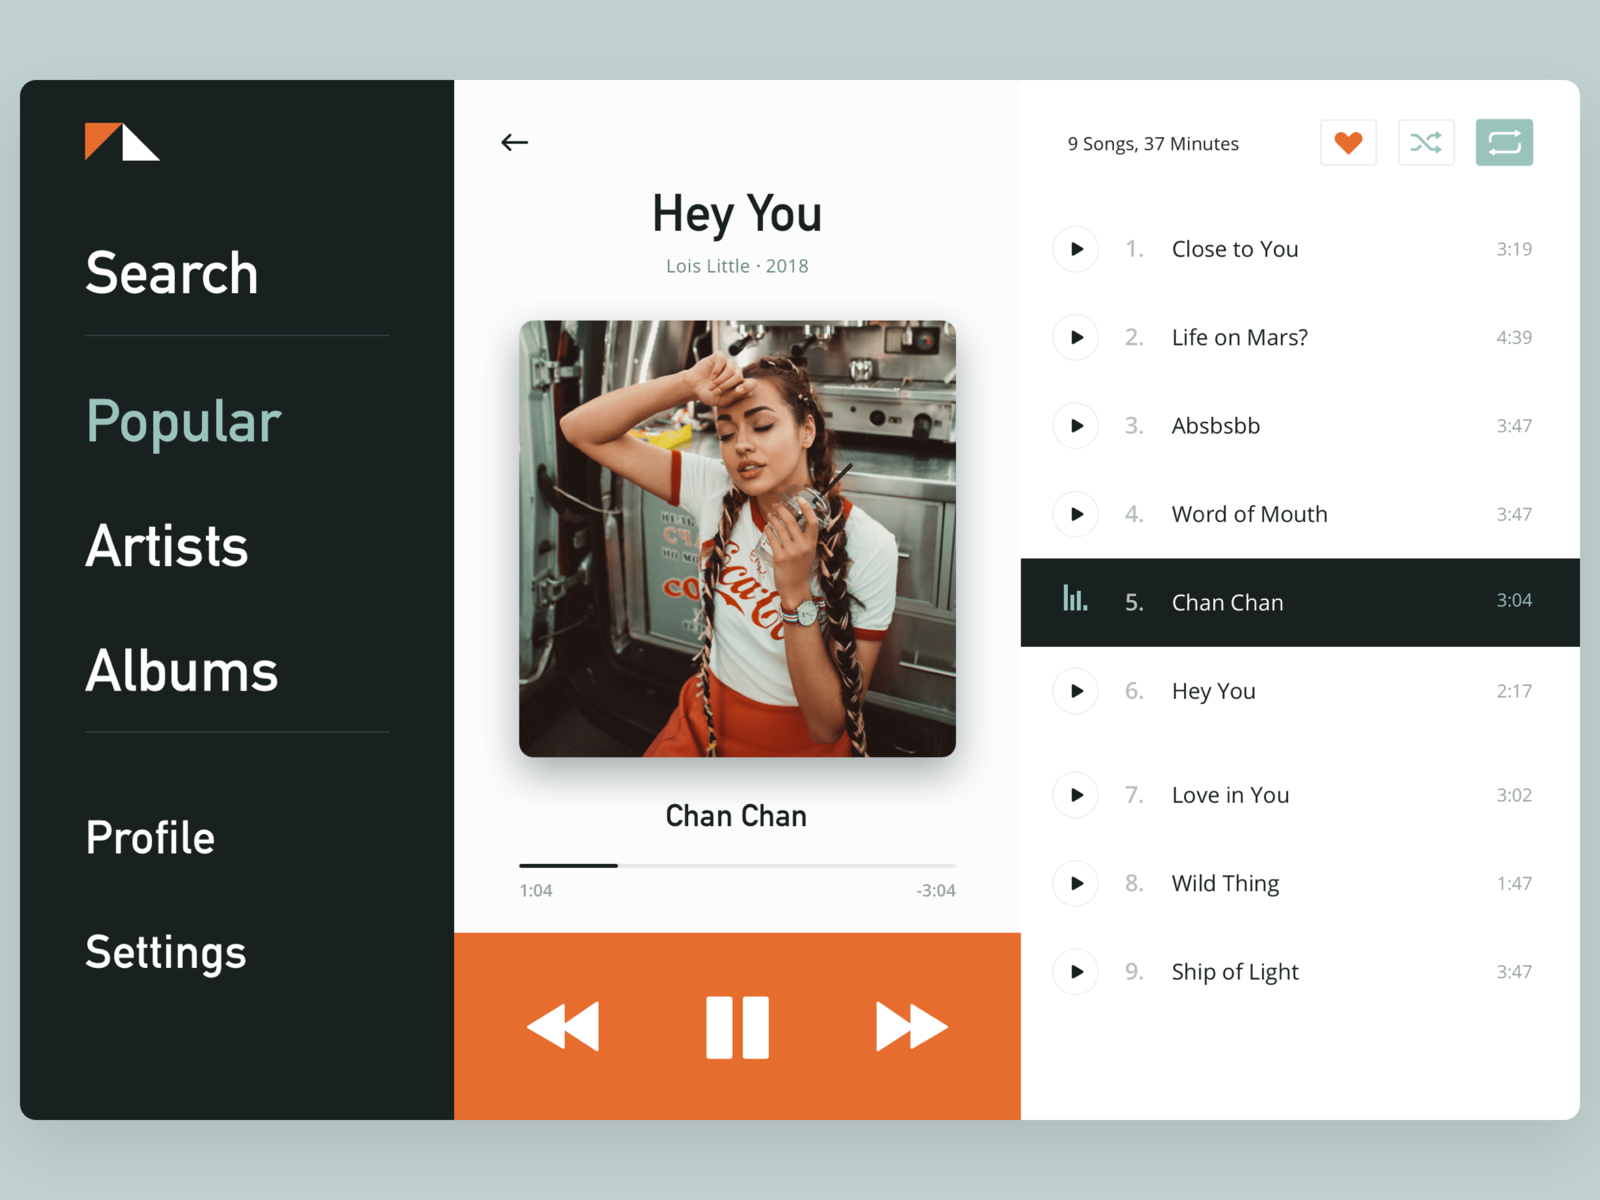 Search
Popular
Artists
Albums
Profile
Settings
Hey You
Lois Little · 2018
СО
Chan Chan
1:04
-3:04
9 Songs, 37 Minutes
1. Close to You 3:19
2. Life on Mars? 4:39
3. Absbsbb 3:47
4. Word of Mouth 3:47
5. Chan Chan 3:04
6. Hey You 2:17
7. Love in You 3:02
8. Wild Thing 1:47
9. Ship of Light 3:47